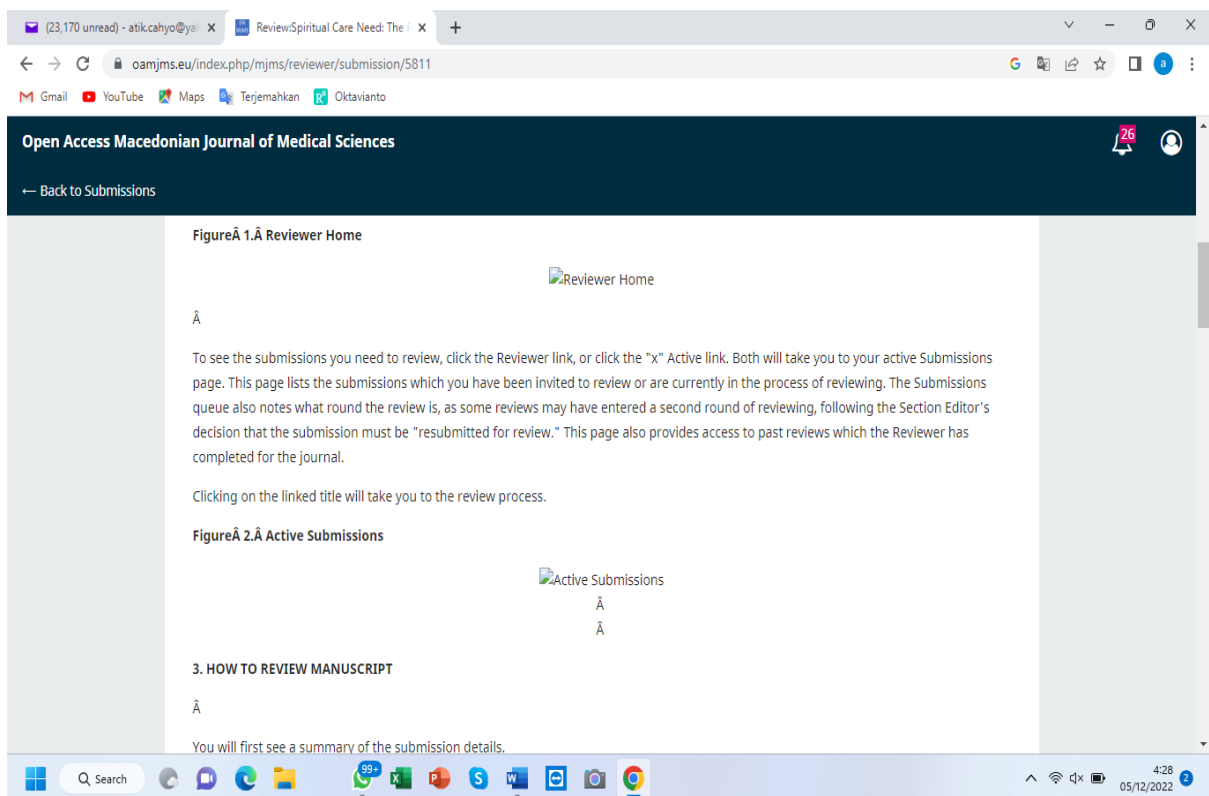 (23,170 unread) - atik.cahyo@ya
Review:Spiritual Care Need: The
oamjms.eu/index.php/mjms/reviewer/submission/5811
Gmail YouTube Maps Terjemahkan Oktavianto
Open Access Macedonian Journal of Medical Sciences
26
← Back to Submissions
FigureÂ 1.Â Reviewer Home
Reviewer Home
Â
To see the submissions you need to review, click the Reviewer link, or click the "x" Active link. Both will take you to your active Submissions
page. This page lists the submissions which you have been invited to review or are currently in the process of reviewing. The Submissions
queue also notes what round the review is, as some reviews may have entered a second round of reviewing, following the Section Editor's
decision that the submission must be "resubmitted for review." This page also provides access to past reviews which the Reviewer has
completed for the journal.
Clicking on the linked title will take you to the review process.
FigureÂ 2.Â Active Submissions
Active Submissions
Â
Â
3. HOW TO REVIEW MANUSCRIPT
Â
You will first see a summary of the submission details.
Search
99+
4:28
05/12/2022
2